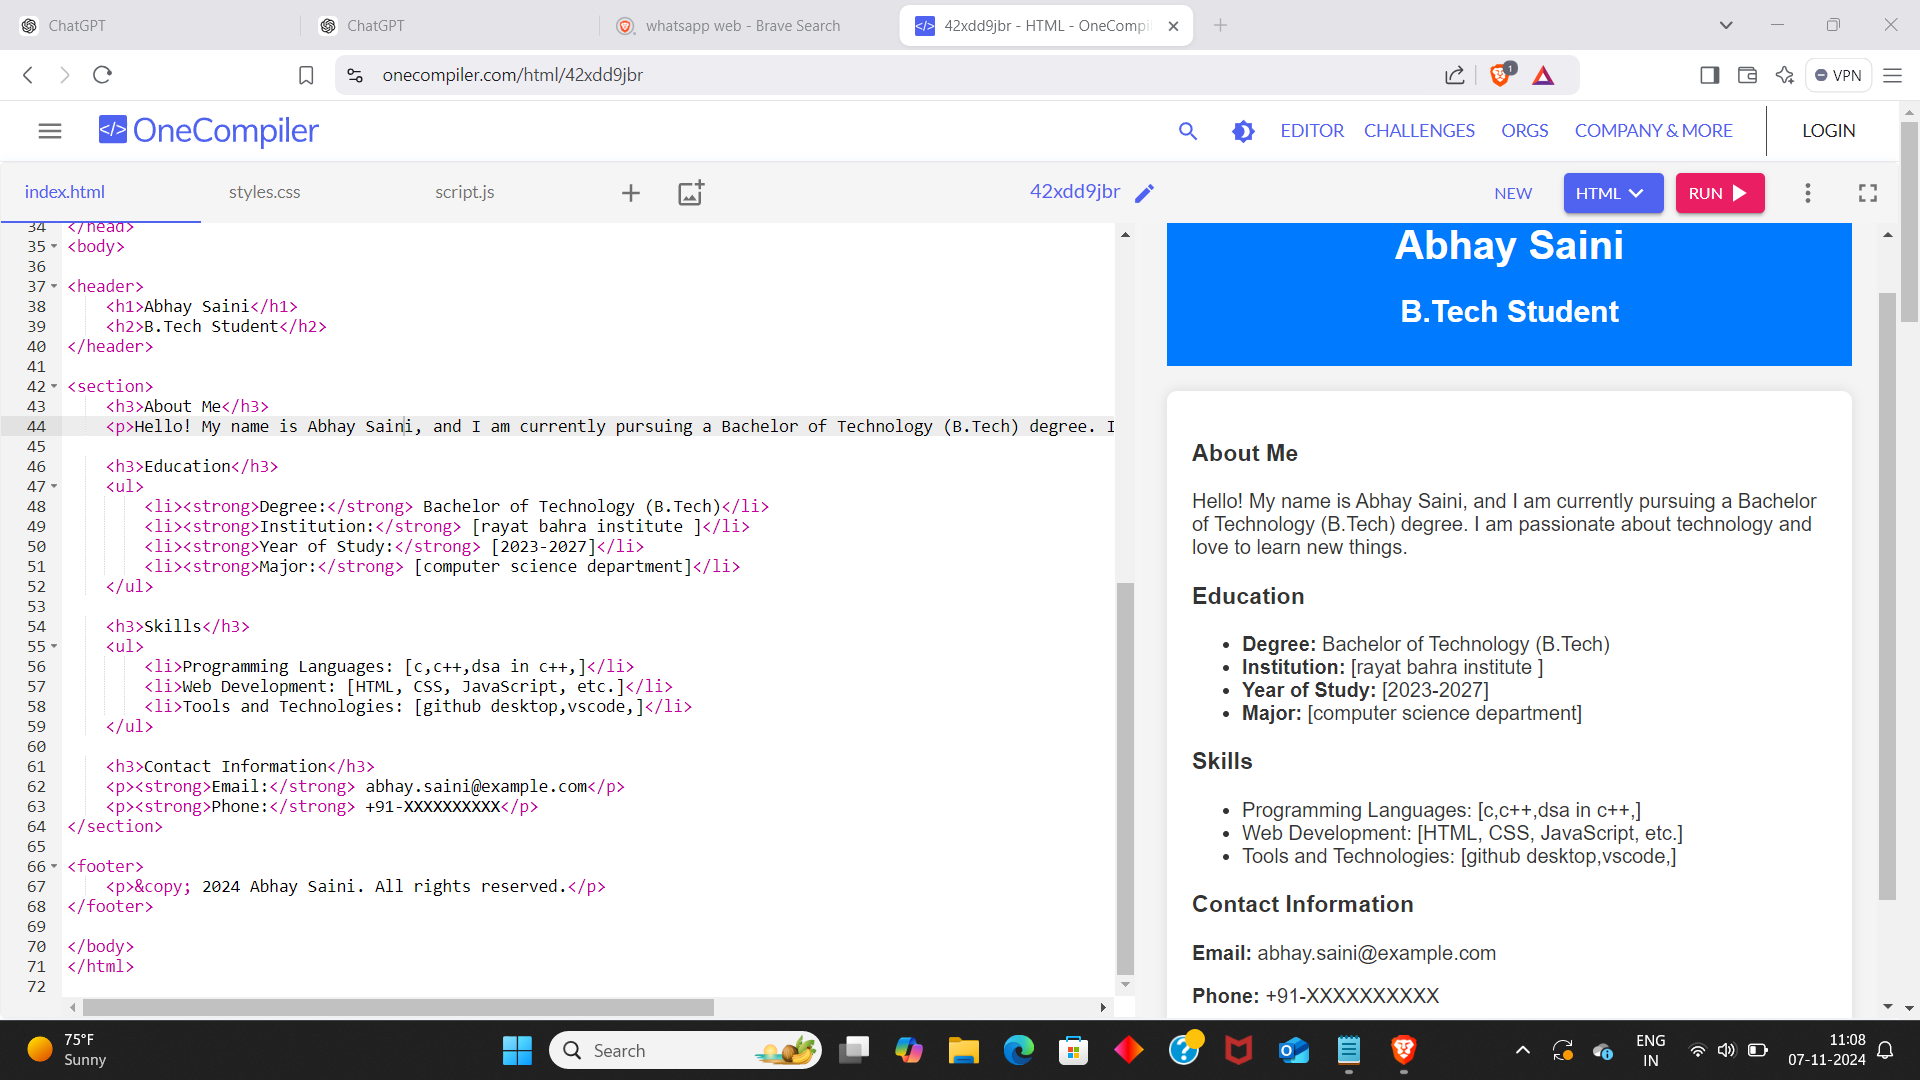 ChatGPT
ChatGPT
whatsapp web - Brave Search
42xdd9jbr - HTML - OneCompil
onecompiler.com/html/42xdd9jbr
1
VPN
</> OneCompiler
EDITOR
CHALLENGES
ORGS
COMPANY & MORE
LOGIN
index.html
styles.css
script.js
42xdd9jbr
NEW
HTML
RUN
34 </head>
35 <body>
36
37 <header>
38 <h1>Abhay Saini</h1>
39 <h2>B.Tech Student</h2>
40 </header>
41
42 <section>
43 <h3>About Me</h3>
44 <p>Hello! My name is Abhay Saini, and I am currently pursuing a Bachelor of Technology (B.Tech) degree. I
45
46 <h3>Education</h3>
47 <ul>
48 <li><strong>Degree:</strong> Bachelor of Technology (B.Tech)</li>
49 <li><strong>Institution:</strong> [rayat bahra institute ]</li>
50 <li><strong>Year of Study:</strong> [2023-2027]</li>
51 <li><strong>Major:</strong> [computer science department]</li>
52 </ul>
53
54 <h3>Skills</h3>
55 <ul>
56 <li>Programming Languages: [c,c++,dsa in c++,]</li>
57 <li>Web Development: [HTML, CSS, JavaScript, etc.]</li>
58 <li>Tools and Technologies: [github desktop,vscode,]</li>
59 </ul>
60
61 <h3>Contact Information</h3>
62 <p><strong>Email:</strong> abhay.saini@example.com</p>
63 <p><strong>Phone:</strong> +91-XXXXXXXXXX</p>
64 </section>
65
66 <footer>
67 <p>&copy; 2024 Abhay Saini. All rights reserved.</p>
68 </footer>
69
70 </body>
71 </html>
72
Abhay Saini
B.Tech Student
About Me
Hello! My name is Abhay Saini, and I am currently pursuing a Bachelor
of Technology (B.Tech) degree. I am passionate about technology and
love to learn new things.
Education
• Degree: Bachelor of Technology (B.Tech)
• Institution: [rayat bahra institute ]
• Year of Study: [2023-2027]
• Major: [computer science department]
Skills
• Programming Languages: [c,c++,dsa in c++,]
• Web Development: [HTML, CSS, JavaScript, etc.]
• Tools and Technologies: [github desktop,vscode,]
Contact Information
Email: abhay.saini@example.com
Phone: +91-XXXXXXXXXX
75°F
Sunny
Search
ENG
IN
11:08
07-11-2024